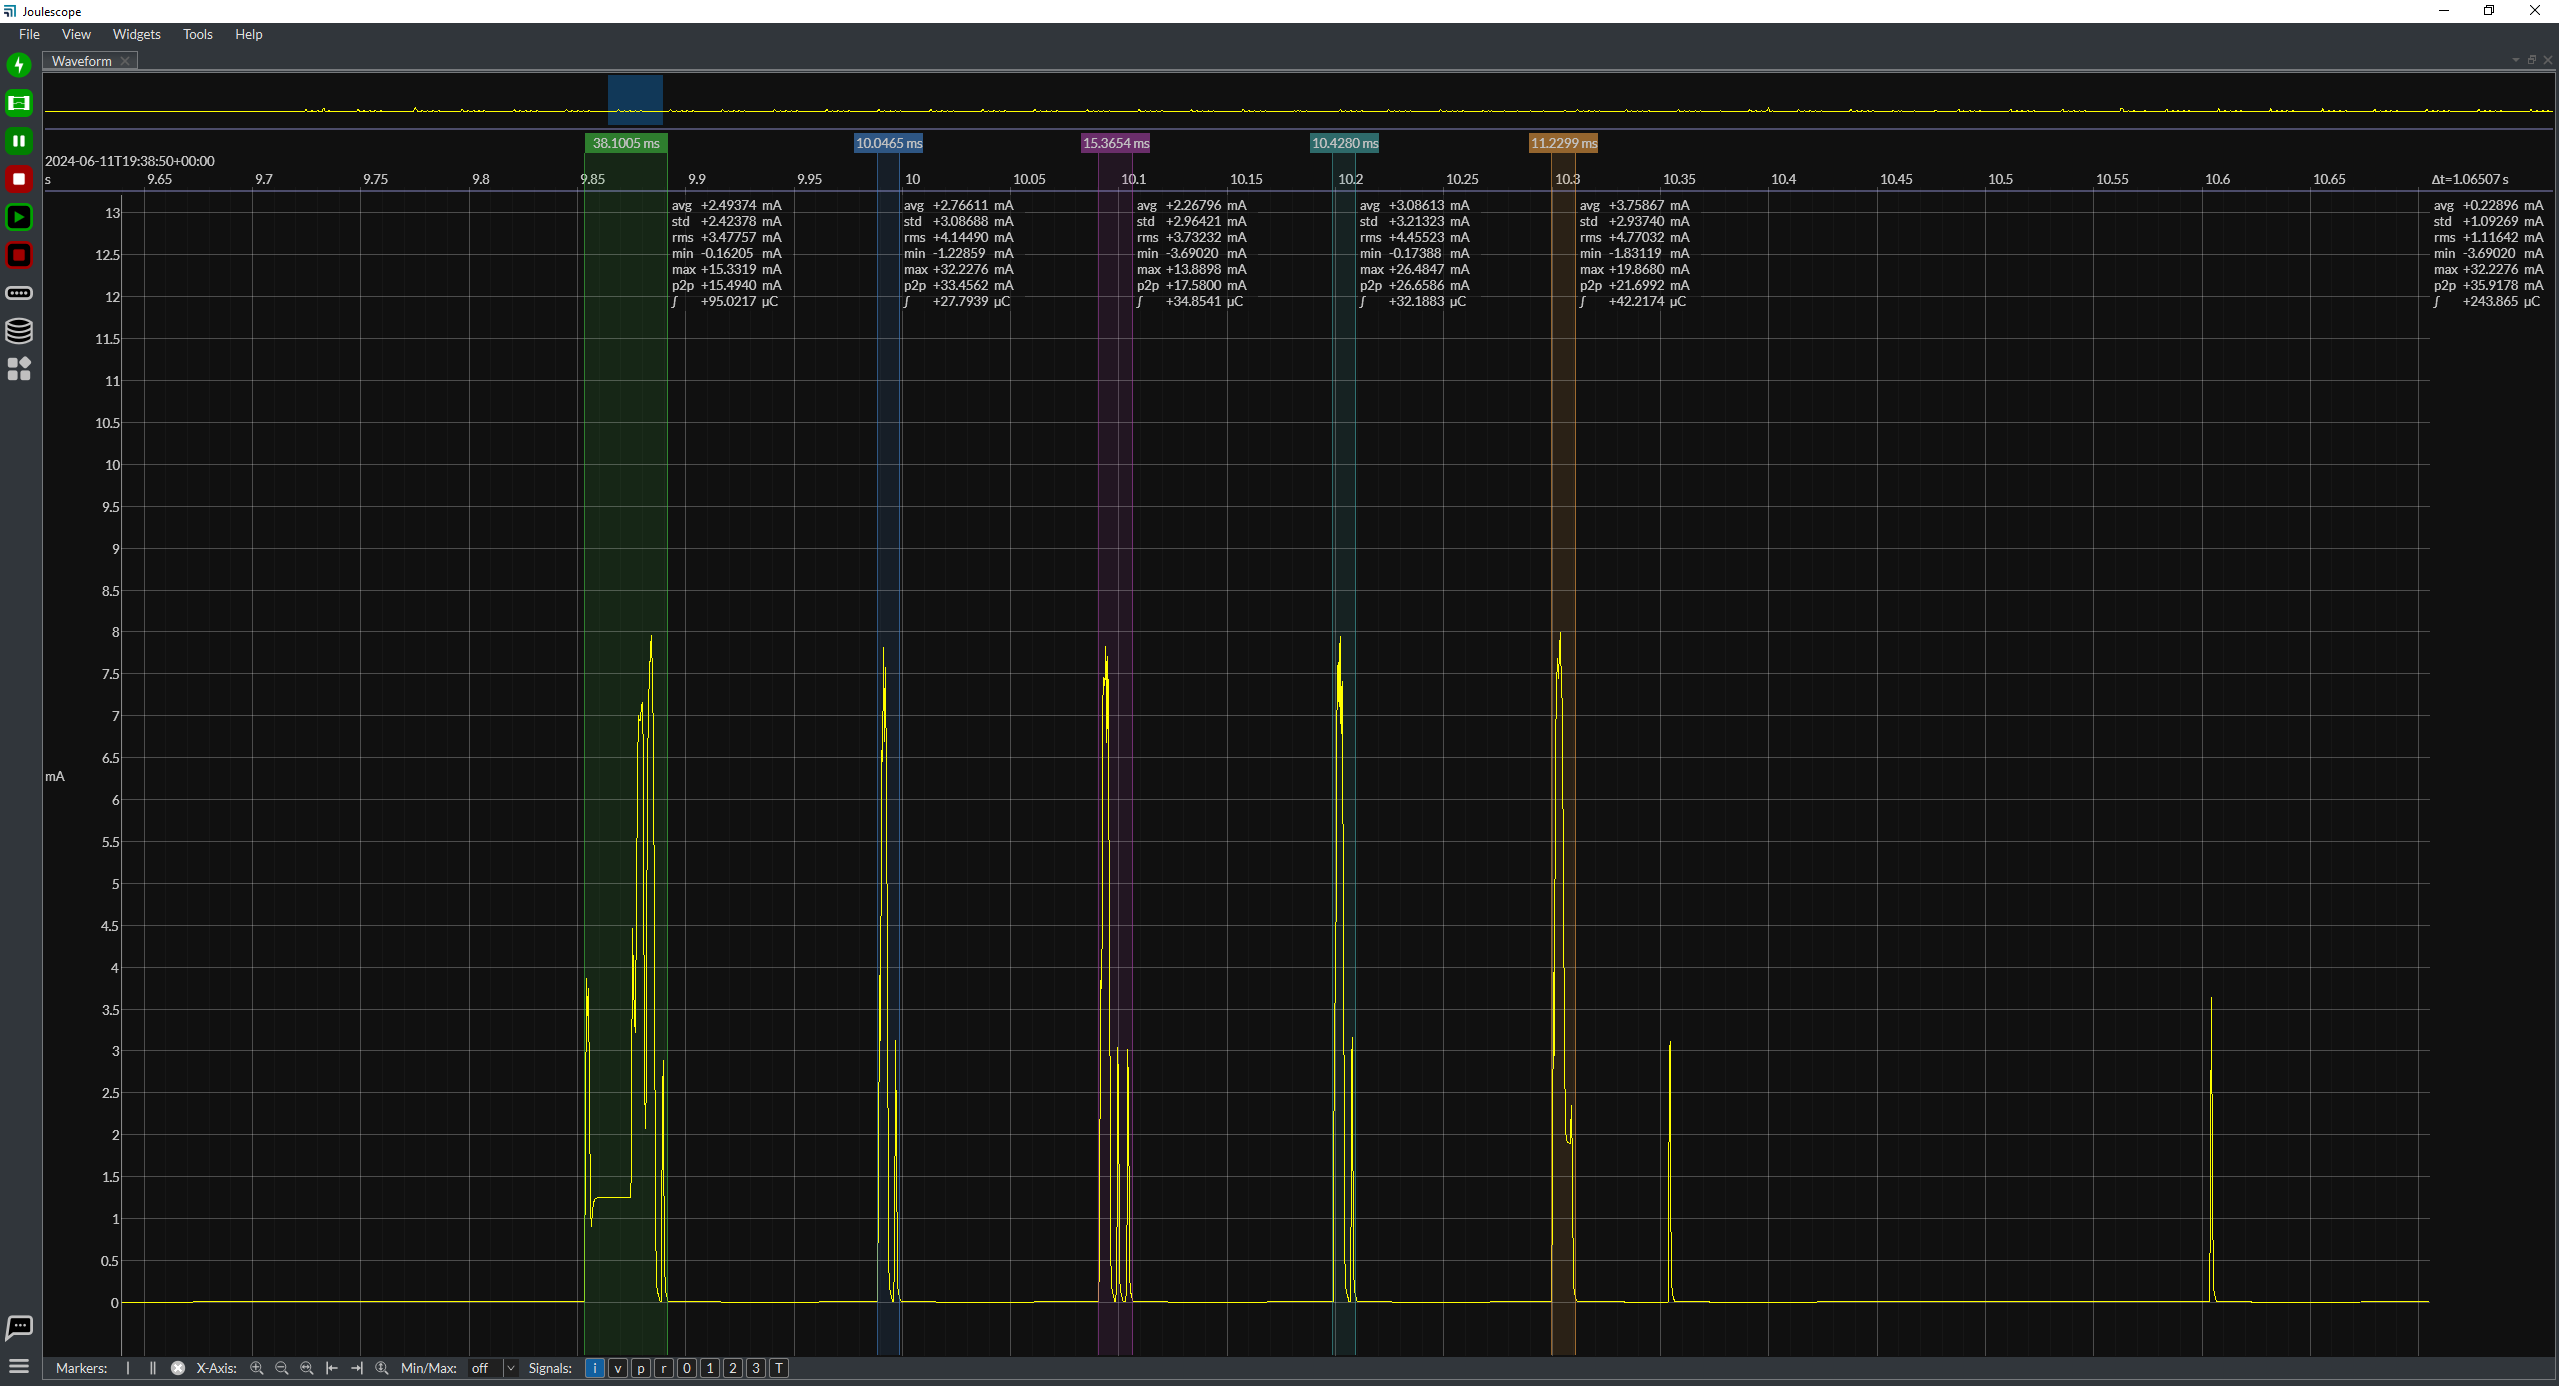 Joulescope
File View Widgets Tools Help
Waveform
38.1005 ms 10.0465 ms 15.3654 ms 10.4280 ms 11.2299 ms
2024-06-11T19:38:50+00:00
s 9.65 9.7 9.75 9.8 9.85 9.9 9.95 10 10.05 10.1 10.15 10.2 10.25 10.3 10.35 10.4 10.45 10.5 10.55 10.6 10.65 Δt=1.06507 s
avg +2.49374 mA avg +2.76611 mA avg +2.26796 mA avg +3.08613 mA avg +3.75867 mA avg +0.22896 mA
std +2.42378 mA std +3.08688 mA std +2.96421 mA std +3.21323 mA std +2.93740 mA std +1.09269 mA
rms +3.47757 mA rms +4.14490 mA rms +3.73232 mA rms +4.45523 mA rms +4.77032 mA rms +1.11642 mA
min -0.16205 mA min -1.22859 mA min -3.69020 mA min -0.17388 mA min -1.83119 mA min -3.69020 mA
max +15.3319 mA max +32.2276 mA max +13.8898 mA max +26.4847 mA max +19.8680 mA max +32.2276 mA
p2p +15.4940 mA p2p +33.4562 mA p2p +17.5800 mA p2p +26.6586 mA p2p +21.6992 mA p2p +35.9178 mA
∫ +95.0217 µC ∫ +27.7939 µC ∫ +34.8541 µC ∫ +32.1883 µC ∫ +42.2174 µC ∫ +243.865 µC
13
12.5
12
11.5
11
10.5
10
9.5
9
8.5
8
7.5
7
6.5
mA
6
5.5
5
4.5
4
3.5
3
2.5
2
1.5
1
0.5
0
Markers: X-Axis: Min/Max: off Signals: i v p r 0 1 2 3 T